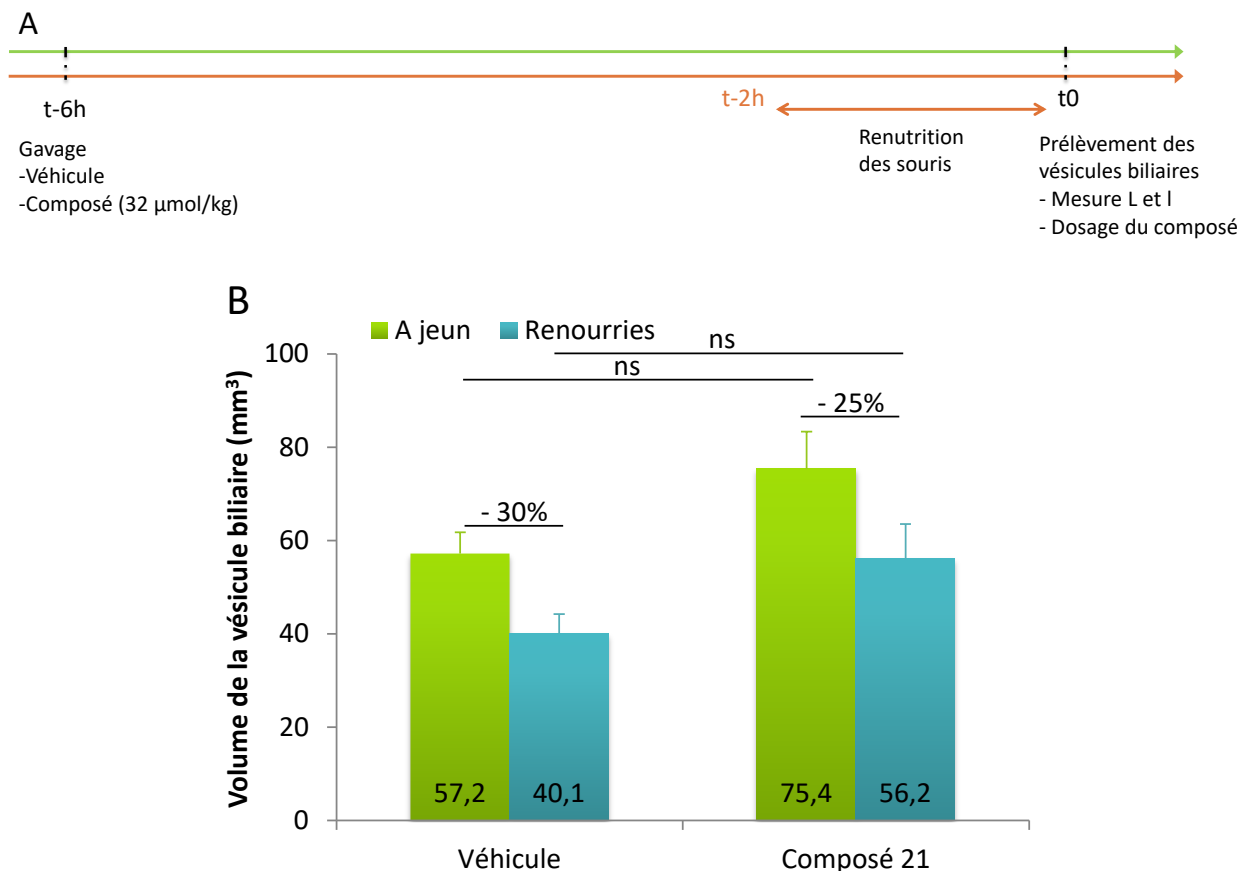 A
t-6h
t-2h
t0
Gavage
-Véhicule
-Composé (32 µmol/kg)
Renutrition
des souris
Prélèvement des
vésicules biliaires
- Mesure L et l
- Dosage du composé
B
A jeun
Renourries
ns
ns
- 25%
- 30%
Volume de la vésicule biliaire (mm³)
100
80
60
40
20
0
57,2
40,1
75,4
56,2
Véhicule
Composé 21